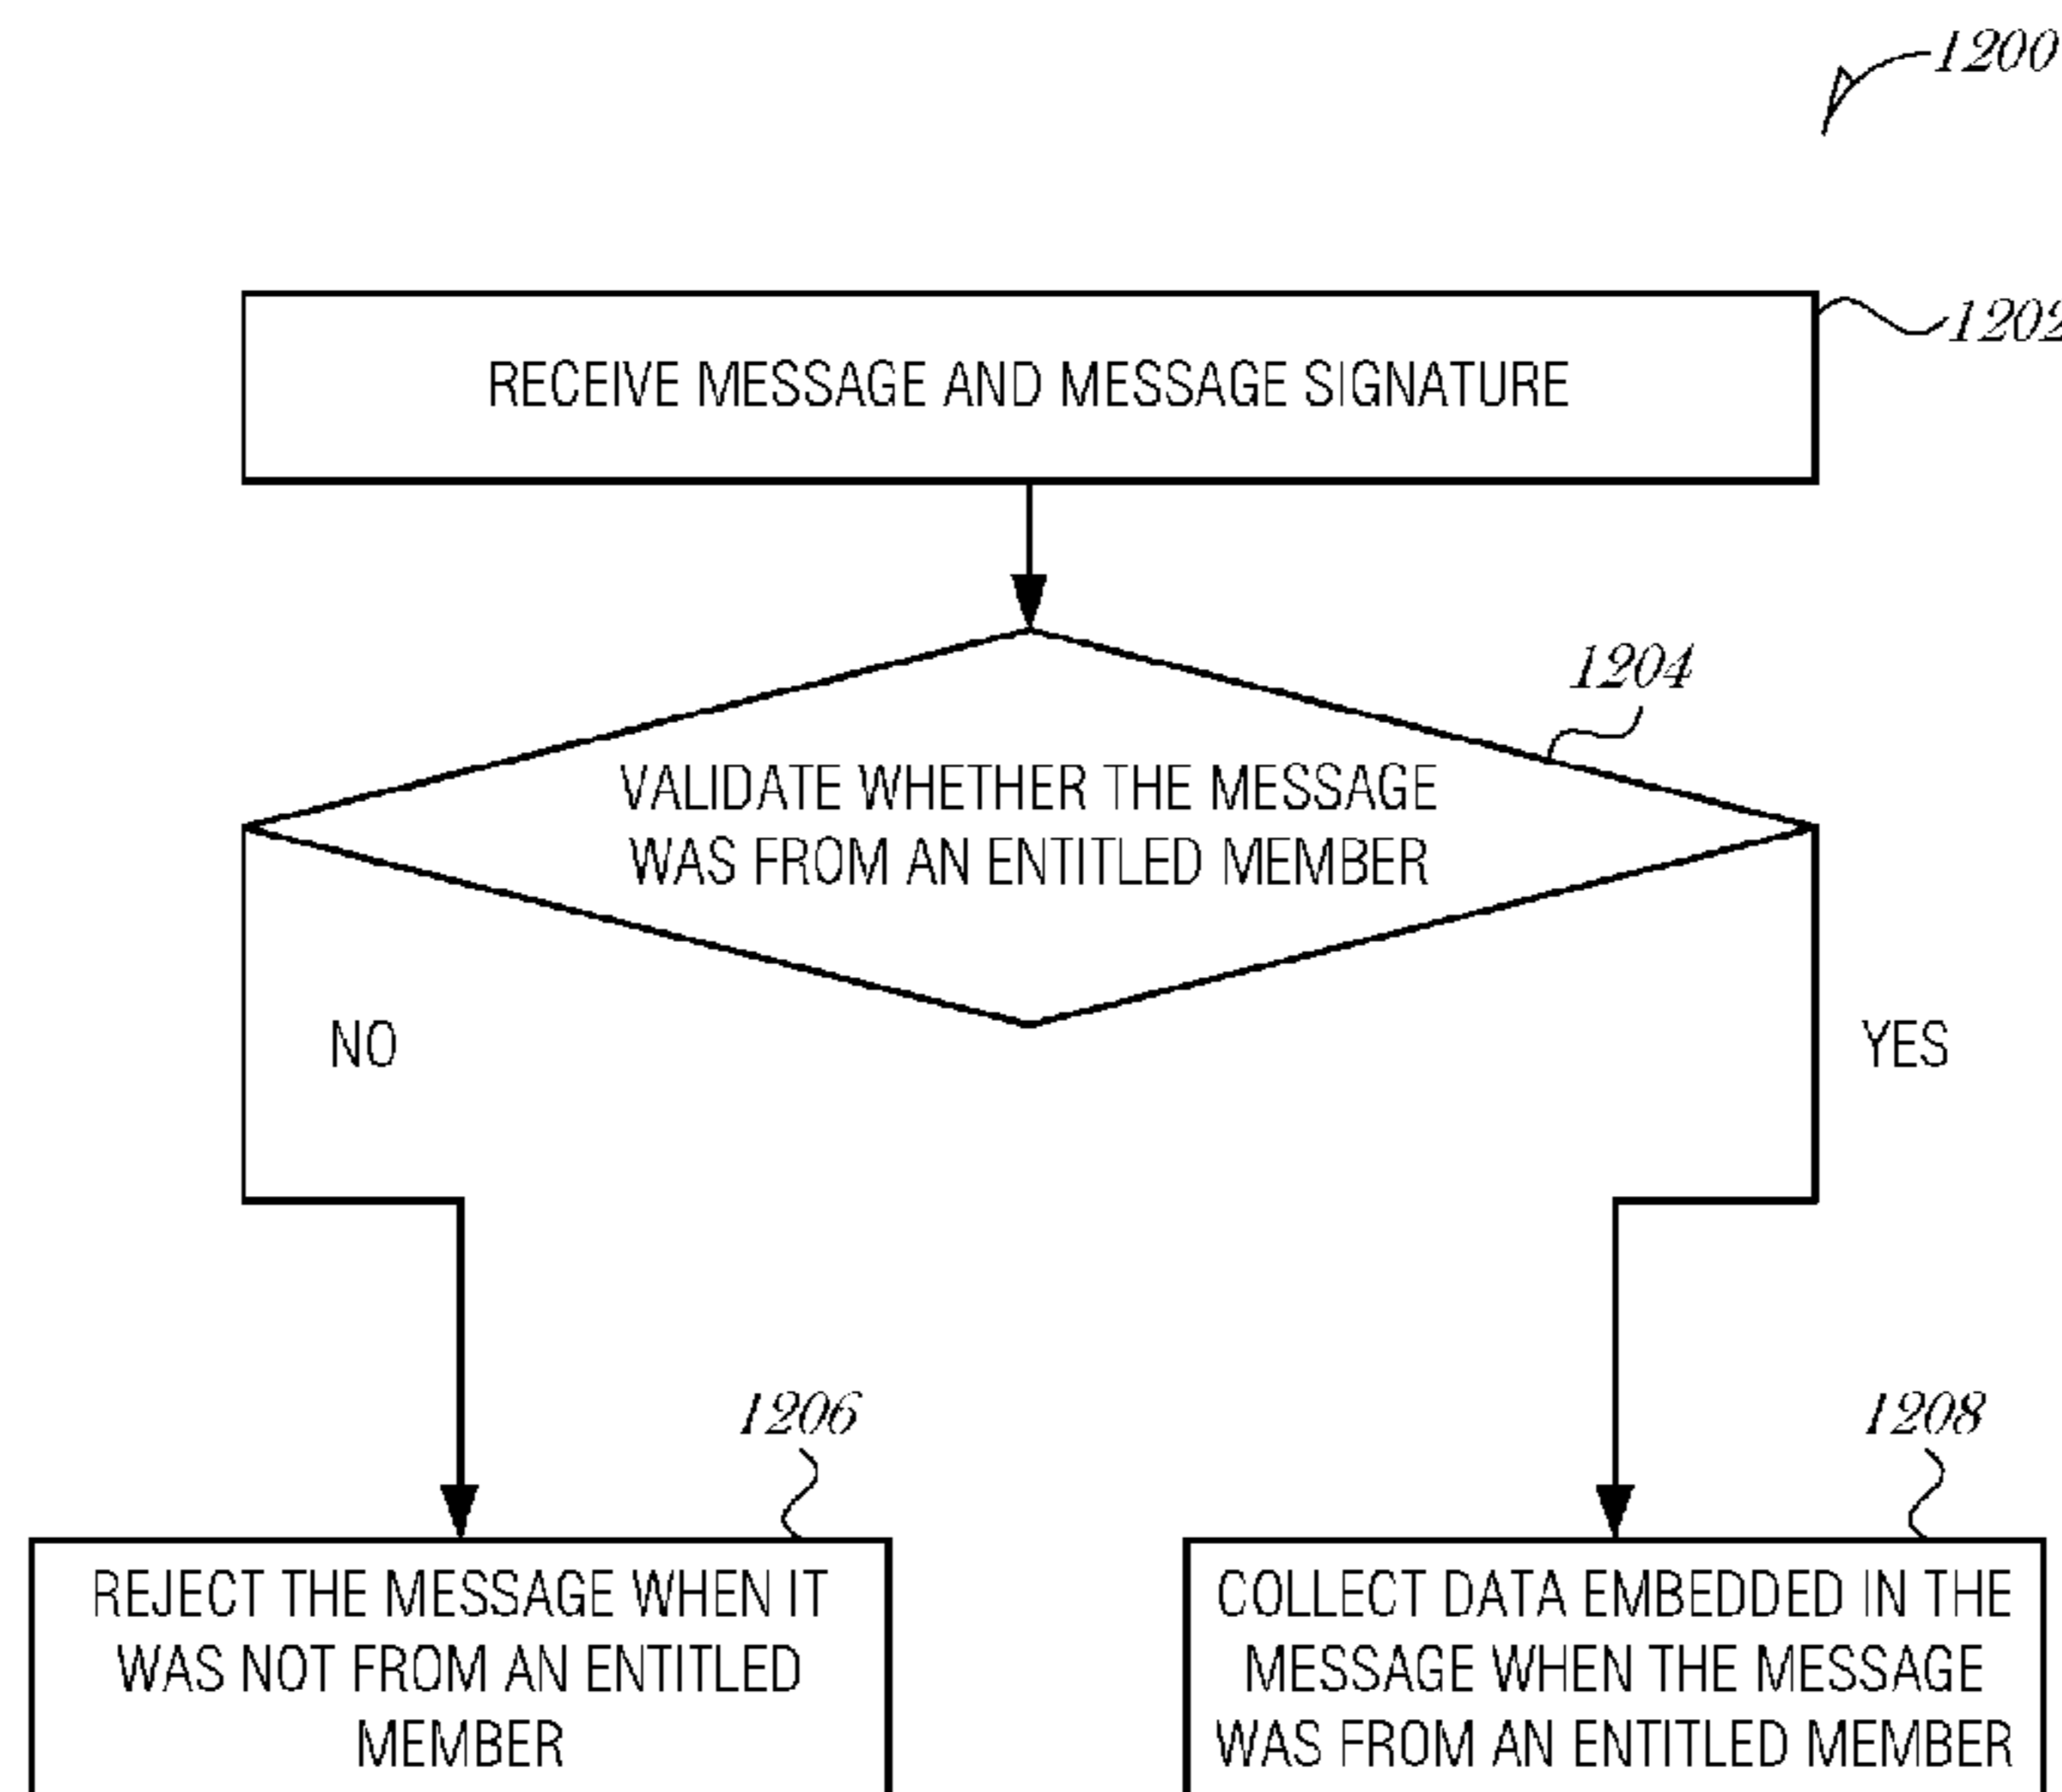 1200
RECEIVE MESSAGE AND MESSAGE SIGNATURE
1202
1204
VALIDATE WHETHER THE MESSAGE
WAS FROM AN ENTITLED MEMBER
NO
YES
1206
1208
REJECT THE MESSAGE WHEN IT
WAS NOT FROM AN ENTITLED
MEMBER
COLLECT DATA EMBEDDED IN THE
MESSAGE WHEN THE MESSAGE
WAS FROM AN ENTITLED MEMBER